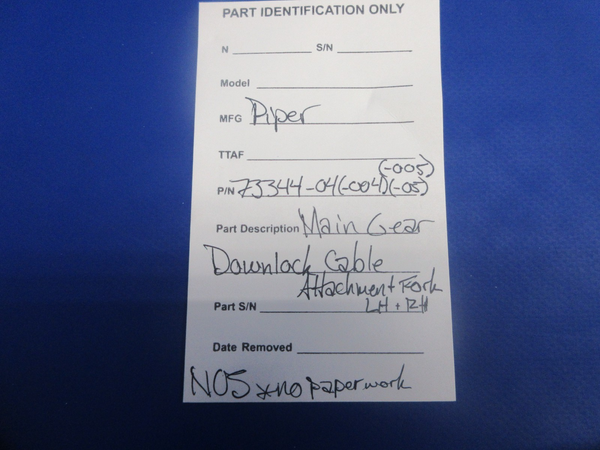 PART IDENTIFICATION ONLY
N S/N
Model
MFG Piper
TTAF
(-005)
P/N 73344-04(-004)(-05)
Part Description Main Gear
Downlock Cable
Attachment Fork
LH + RH
Part S/N
Date Removed
NOS *no paperwork